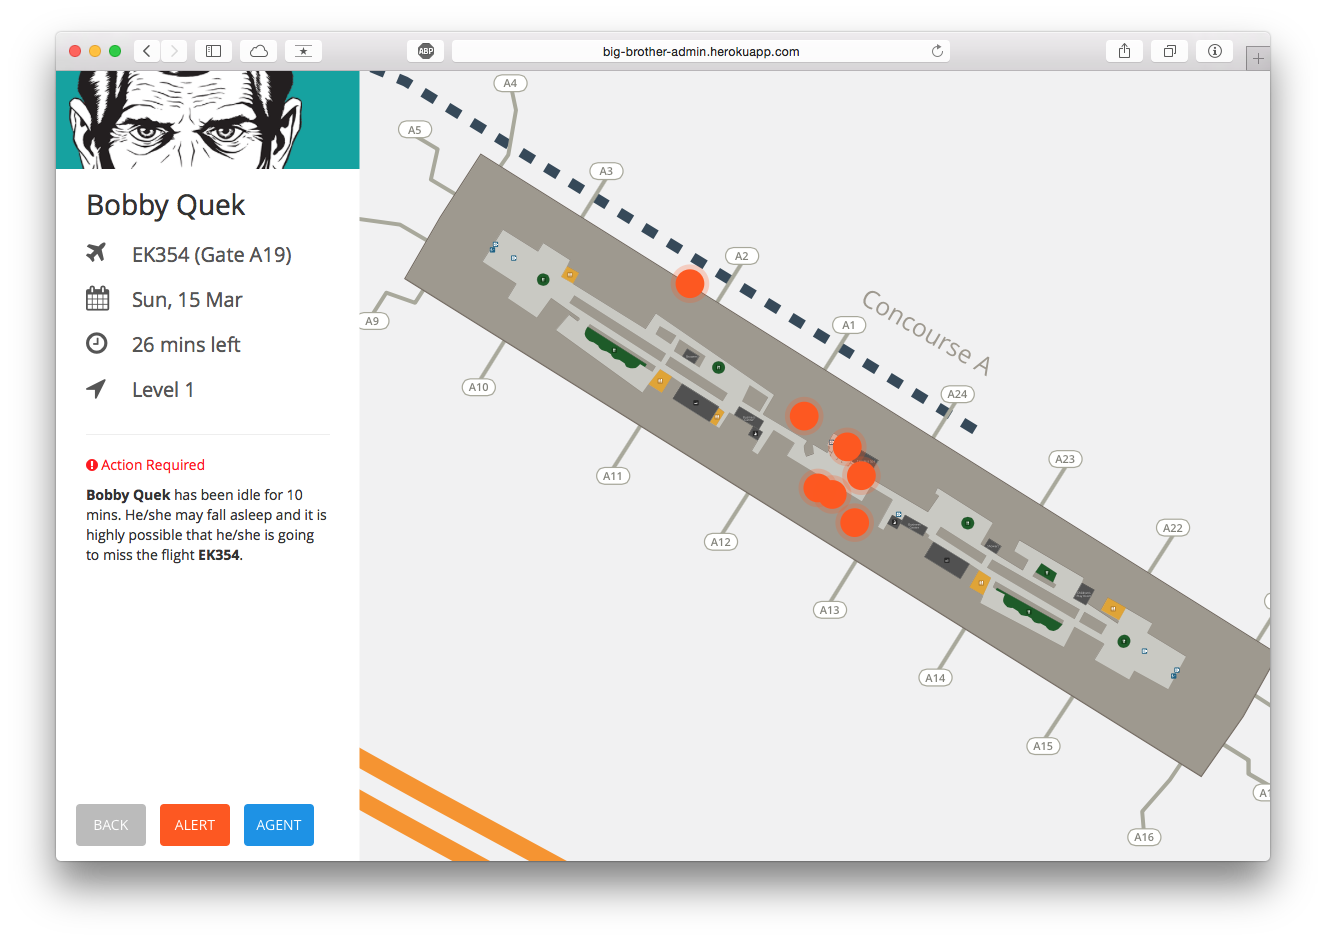 ABP
big-brother-admin.herokuapp.com
Bobby Quek
EK354 (Gate A19)
Sun, 15 Mar
26 mins left
Level 1
Action Required
Bobby Quek has been idle for 10
mins. He/she may fall asleep and it is
highly possible that he/she is going
to miss the flight EK354.
BACK
ALERT
AGENT
A4
A5
A3
A2
A9
A1
Concourse A
A10
A24
A11
A23
A12
A22
A13
A14
A15
A1
A16